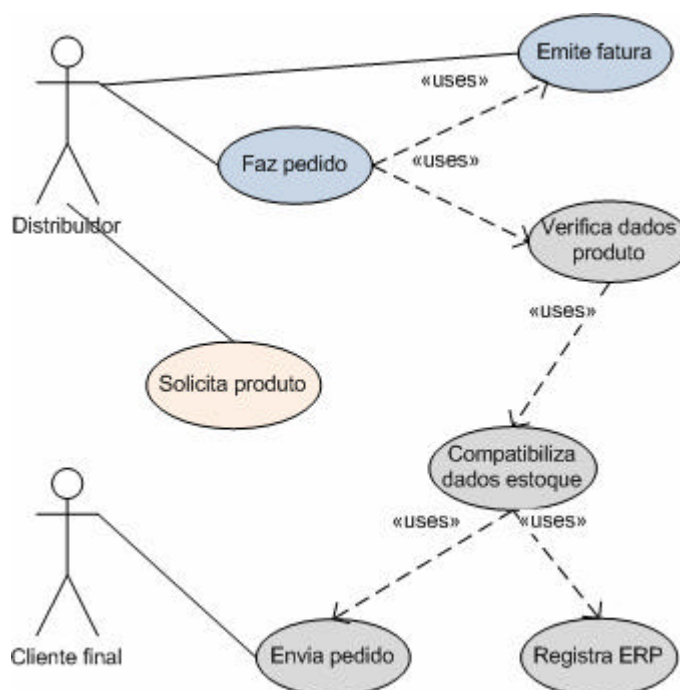 Emite fatura
«uses»
Faz pedido
«uses»
Distribuidor
Verifica dados
produto
«uses»
Solicita produto
Compatibiliza
dados estoque
«uses»
«uses»
Cliente final
Envia pedido
Registra ERP